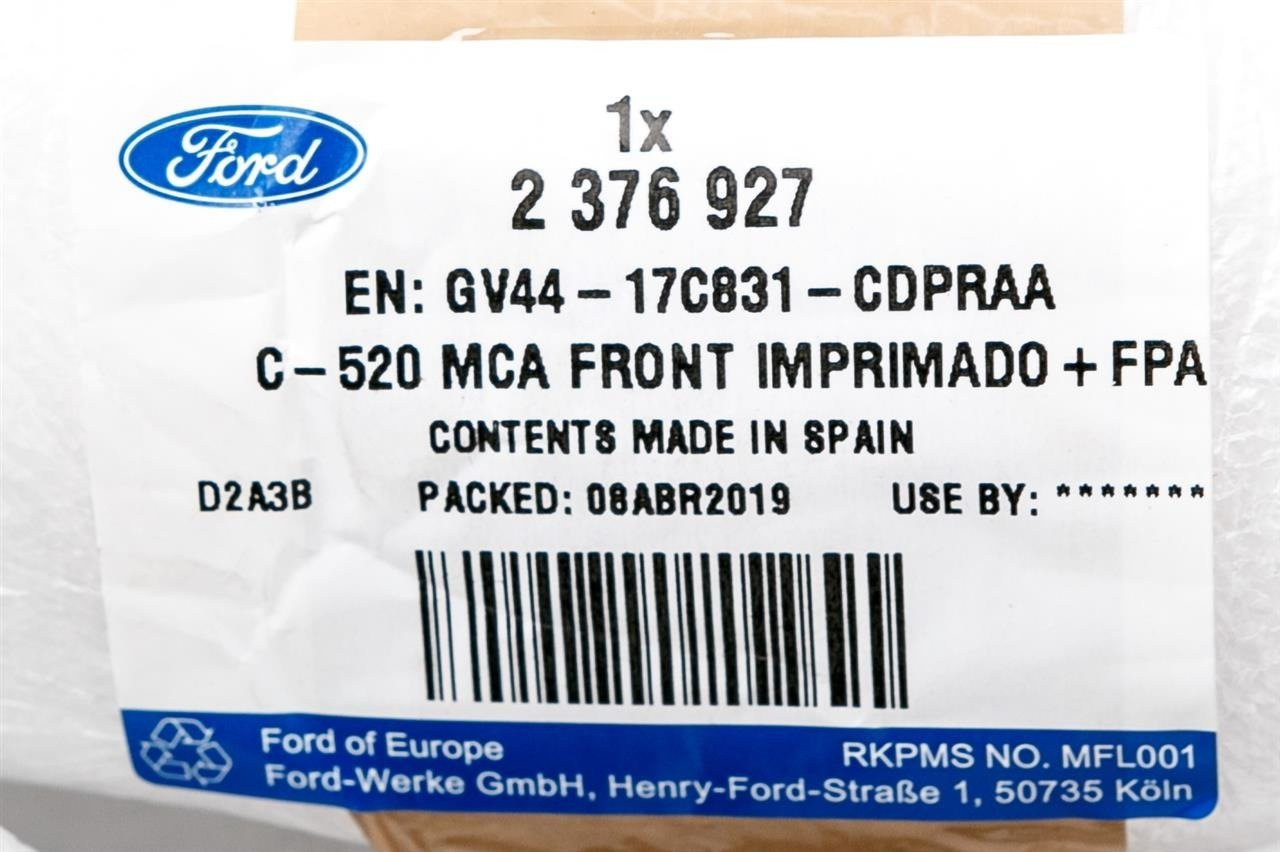 Ford
1x
2 376 927
EN: GV44-17C831-CDPRAA
C-520 MCA FRONT IMPRIMADO + FPA
CONTENTS MADE IN SPAIN
D2A3B PACKED: 08ABR2019 USE BY: *******
Ford of Europe
RKPMS NO. MFL001
Ford-Werke GmbH, Henry-Ford-Straße 1, 50735 Köln